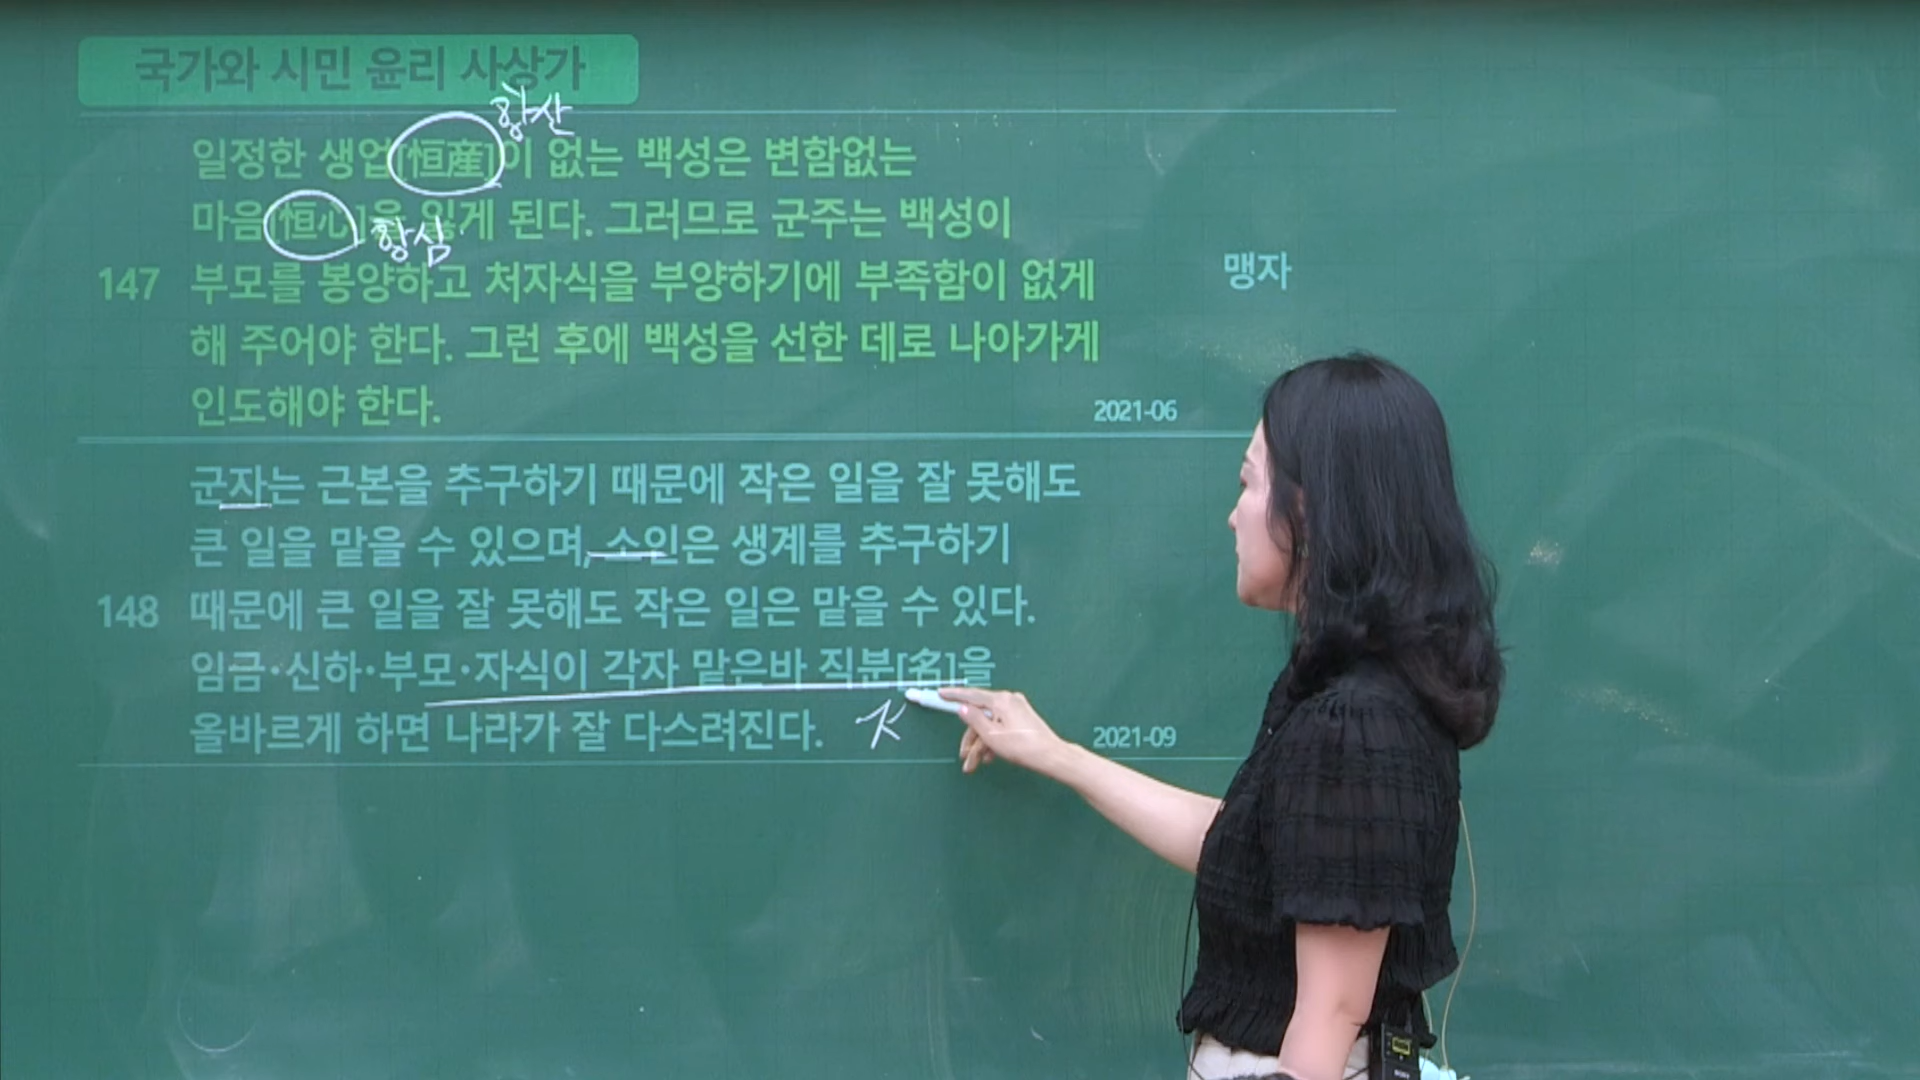 국가와 시민 윤리 사상가
항산
일정한 생업[恒産]이 없는 백성은 변함없는
마음[恒心]을 잃게 된다. 그러므로 군주는 백성이
항심
147 부모를 봉양하고 처자식을 부양하기에 부족함이 없게
맹자
해 주어야 한다. 그런 후에 백성을 선한 데로 나아가게
인도해야 한다.
2021-06
군자는 근본을 추구하기 때문에 작은 일을 잘 못해도
큰 일을 맡을 수 있으며, 소인은 생계를 추구하기
148 때문에 큰 일을 잘 못해도 작은 일은 맡을 수 있다.
임금·신하·부모·자식이 각자 맡은바 직분[名]을
올바르게 하면 나라가 잘 다스려진다.
2021-09